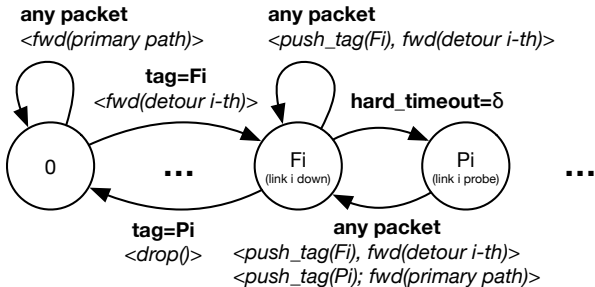 any packet
<fwd(primary path)>
any packet
<push_tag(Fi), fwd(detour i-th)>
tag=Fi
<fwd(detour i-th)>
hard_timeout=δ
0
...
Fi
(link i down)
Pi
(link i probe)
...
tag=Pi
<drop()>
any packet
<push_tag(Fi), fwd(detour i-th)>
<push_tag(Pi); fwd(primary path)>